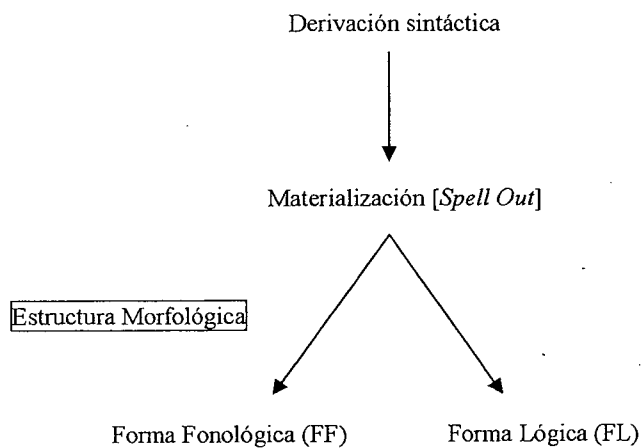 Derivación sintáctica
Materialización [Spell Out]
Estructura Morfológica
Forma Fonológica (FF) Forma Lógica (FL)